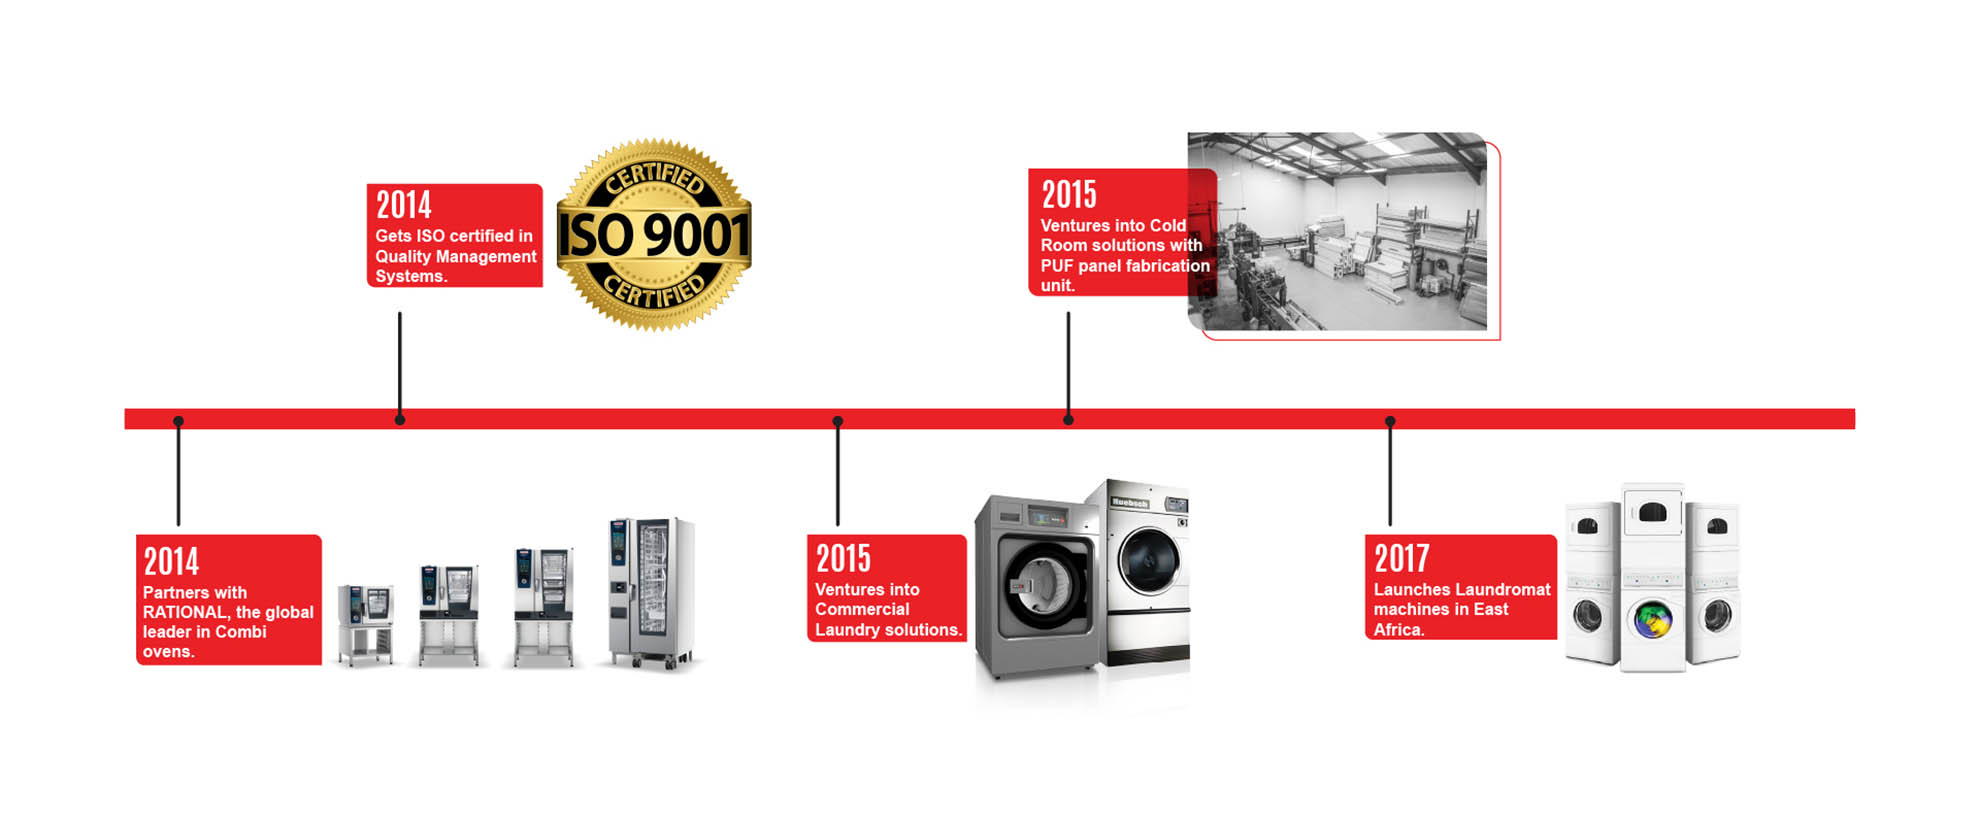 2014
Gets ISO certified in
Quality Management
Systems.
CERTIFIED
ISO 9001
CERTIFIED
2015
Ventures into Cold
Room solutions with
PUF panel fabrication
unit.
2014
Partners with
RATIONAL, the global
leader in Combi
ovens.
2015
Ventures into
Commercial
Laundry solutions.
Huebsch
2017
Launches Laundromat
machines in East
Africa.